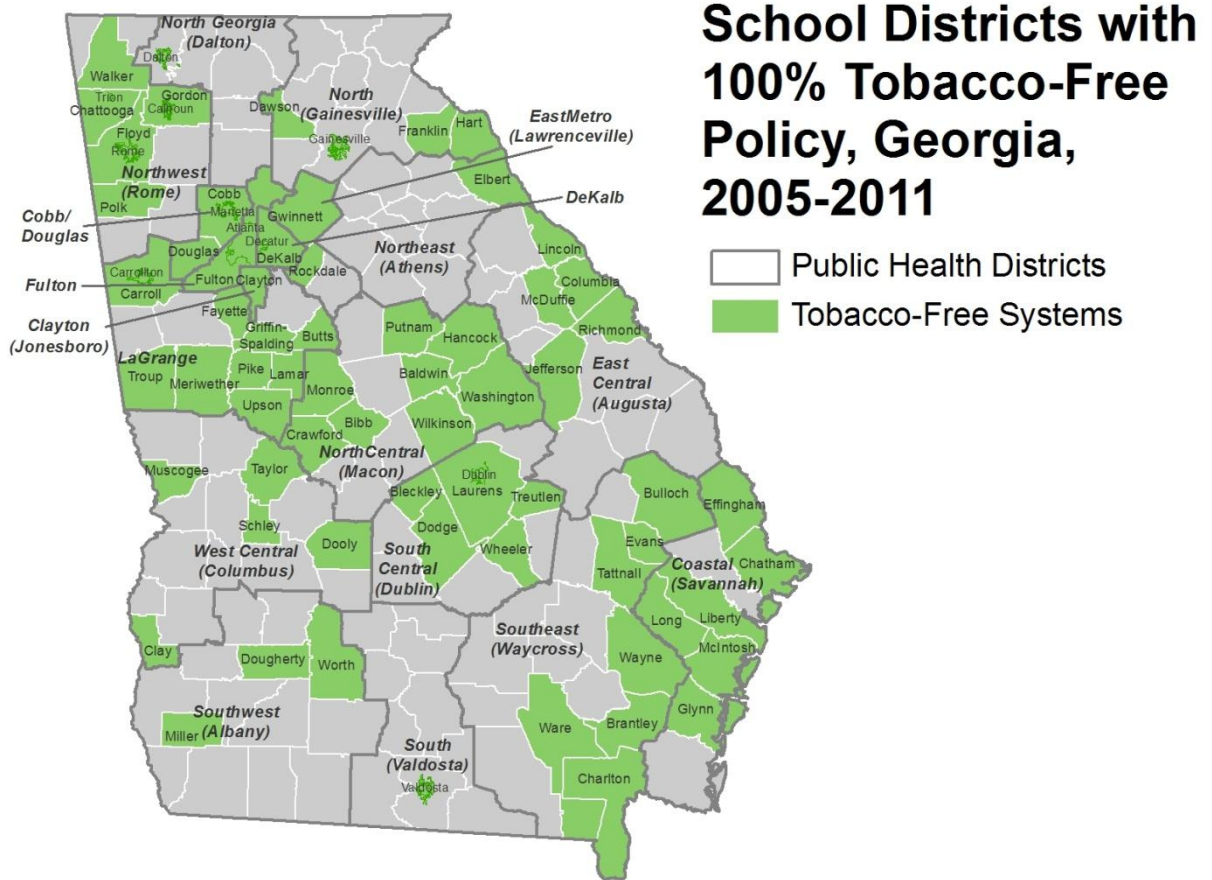 School Districts with
100% Tobacco-Free
Policy, Georgia,
2005-2011
Public Health Districts
Tobacco-Free Systems
North Georgia
(Dalton)
Dalton
Walker
Trion
Chattooga
Gordon
Calhoun
Floyd
Rome
Northwest
(Rome)
Polk
Dawson
North
(Gainesville)
Gainesville
Franklin
Hart
Elbert
EastMetro
(Lawrenceville)
DeKalb
Cobb/
Douglas
Cobb
Marietta
Atlanta
Gwinnett
Decatur
DeKalb
Douglas
Rockdale
Northeast
(Athens)
Lincoln
Columbia
McDuffie
Richmond
Carrollton
Carroll
Fulton
Fulton
Clayton
Clayton
(Jonesboro)
Fayette
Griffin-
Spalding
Butts
Putnam
Hancock
Jefferson
East
Central
(Augusta)
LaGrange
Troup
Meriwether
Pike
Lamar
Monroe
Baldwin
Washington
Upson
Crawford
Bibb
Wilkinson
NorthCentral
(Macon)
Muscogee
Taylor
Dublin
Laurens
Bleckley
Treutlen
Bulloch
Effingham
Schley
Dooly
Dodge
Wheeler
Evans
Tattnall
Chatham
West Central
(Columbus)
South
Central
(Dublin)
Coastal
(Savannah)
Long
Liberty
McIntosh
Southeast
(Waycross)
Clay
Dougherty
Worth
Wayne
Southwest
(Albany)
Miller
Ware
Brantley
Glynn
South
(Valdosta)
Valdosta
Charlton